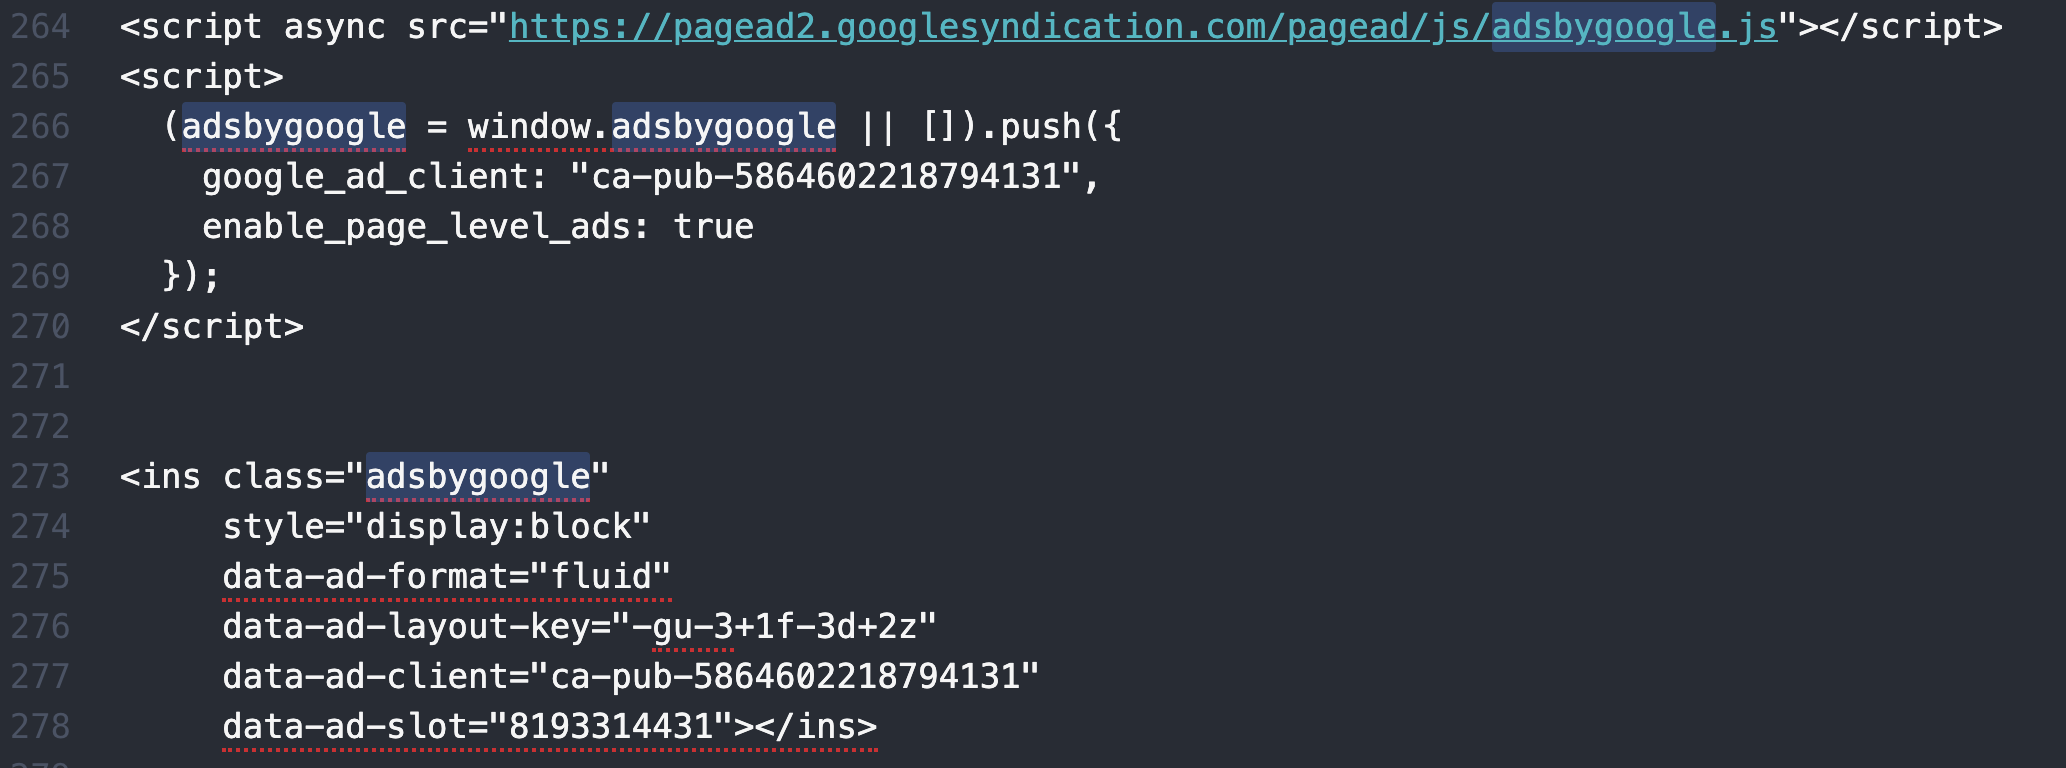 264 <script async src="https://pagead2.googlesyndication.com/pagead/js/adsbygoogle.js"></script>
265 <script>
266 (adsbygoogle = window.adsbygoogle || []).push({
267 google_ad_client: "ca-pub-5864602218794131",
268 enable_page_level_ads: true
269 });
270 </script>
271
272
273 <ins class="adsbygoogle"
274 style="display:block"
275 data-ad-format="fluid"
276 data-ad-layout-key="-gu-3+1f-3d+2z"
277 data-ad-client="ca-pub-5864602218794131"
278 data-ad-slot="8193314431"></ins>